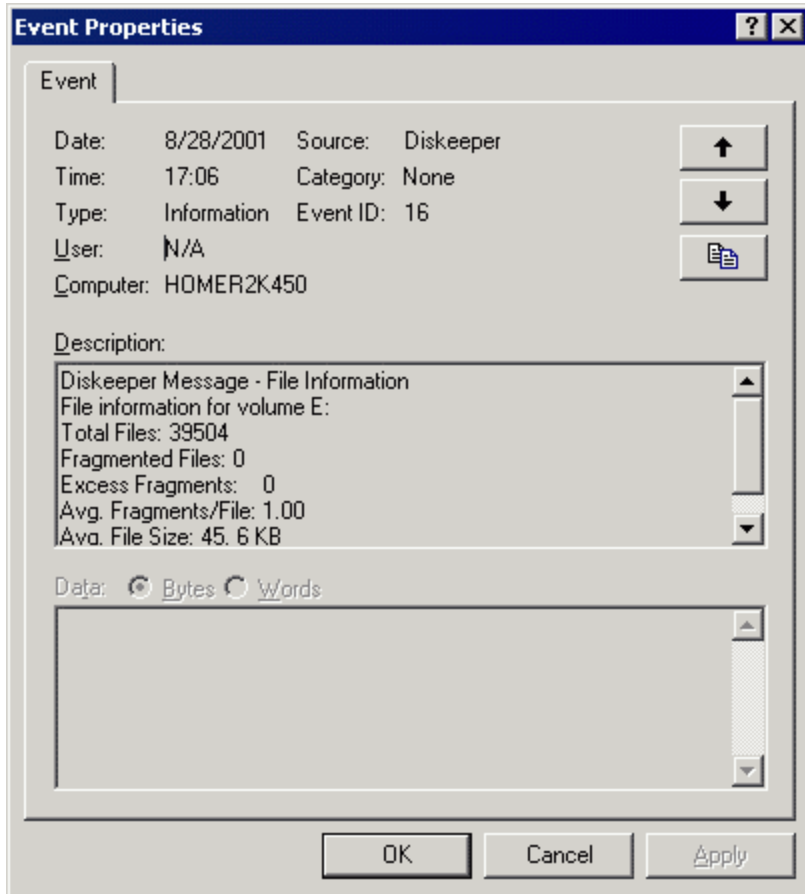 Event Properties
Event
Date: 8/28/2001 Source: Diskeeper
Time: 17:06 Category: None
Type: Information Event ID: 16
User: N/A
Computer: HOMER2K450
Description:
Diskeeper Message - File Information
File information for volume E:
Total Files: 39504
Fragmented Files: 0
Excess Fragments: 0
Avg. Fragments/File: 1.00
Avg. File Size: 45. 6 KB
Data: Bytes Words
OK Cancel Apply